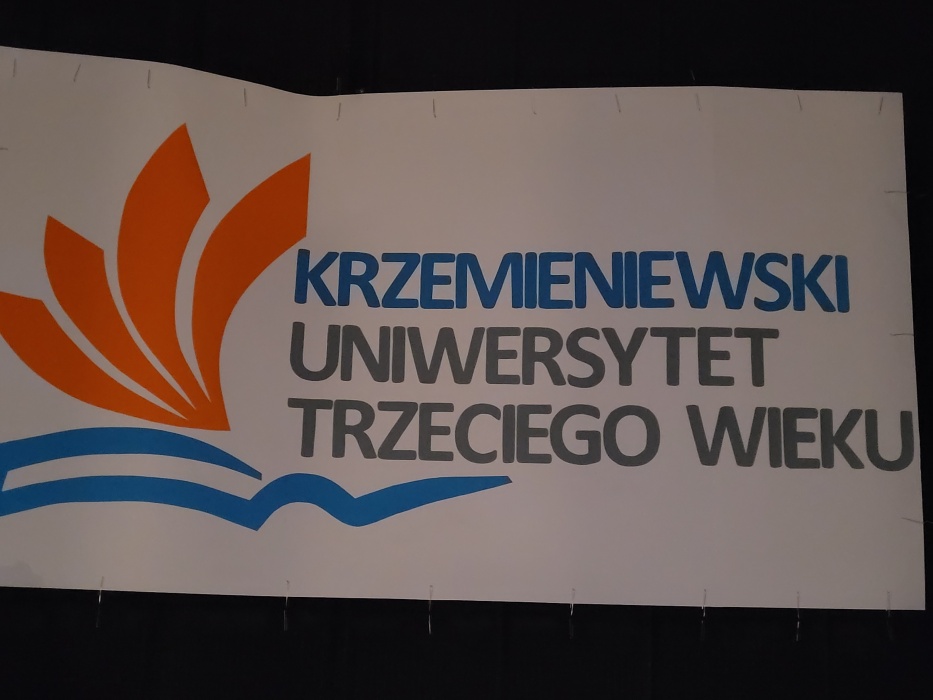 KRZEMIENIEWSKI
UNIWERSYTET
TRZECIEGO WIEKU